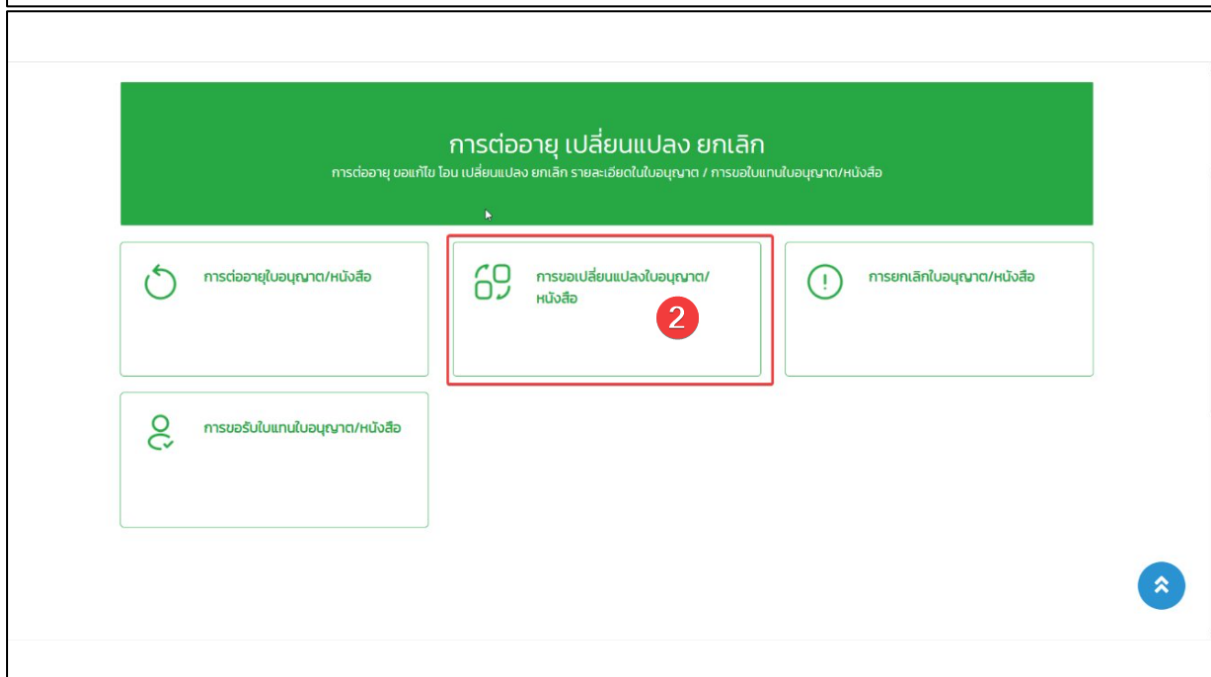 การต่ออายุ เปลี่ยนแปลง ยกเลิก
การต่ออายุ ขอแก้ไข โอน เปลี่ยนแปลง ยกเลิก รายละเอียดในใบอนุญาต / การขอใบแทนใบอนุญาต/หนังสือ
การต่ออายุใบอนุญาต/หนังสือ
การขอเปลี่ยนแปลงใบอนุญาต/
หนังสือ
2
การยกเลิกใบอนุญาต/หนังสือ
การขอรับใบแทนใบอนุญาต/หนังสือ